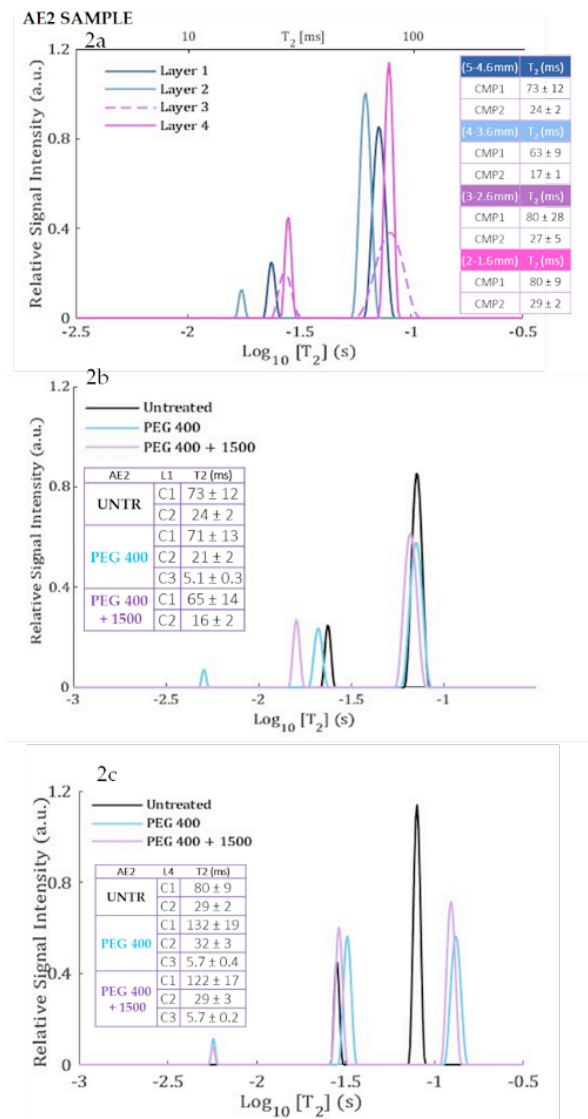 AE2 SAMPLE
2a
10 T2 [ms] 100
1.2
0.8
0.4
0
Relative Signal Intensity (a.u.)
Layer 1
Layer 2
Layer 3
Layer 4
(5-4.6mm) T2 (ms)
CMP1 73 ± 12
CMP2 24 ± 2
(4-3.6mm) T2 (ms)
CMP1 63 ± 9
CMP2 17 ± 1
(3-2.6mm) T2 (ms)
CMP1 80 ± 28
CMP2 27 ± 5
(2-1.6mm) T2 (ms)
CMP1 80 ± 9
CMP2 29 ± 2
-2.5 -2 -1.5 -1 -0.5
Log10 [T2] (s)
2b
1.2
0.8
0.4
0
Relative Signal Intensity (a.u.)
Untreated
PEG 400
PEG 400 + 1500
AE2 L1 T2 (ms)
UNTR C1 73 ± 12
C2 24 ± 2
PEG 400 C1 71 ± 13
C2 21 ± 2
C3 5.1 ± 0.3
PEG 400 + 1500 C1 65 ± 14
C2 16 ± 2
-3 -2.5 -2 -1.5 -1
Log10 [T2] (s)
2c
1.2
0.8
0.4
0
Relative Signal Intensity (a.u.)
Untreated
PEG 400
PEG 400 + 1500
AE2 L4 T2 (ms)
UNTR C1 80 ± 9
C2 29 ± 2
PEG 400 C1 132 ± 19
C2 32 ± 3
C3 5.7 ± 0.4
PEG 400 + 1500 C1 122 ± 17
C2 29 ± 3
C3 5.7 ± 0.2
-3 -2.5 -2 -1.5 -1 -0.5
Log10 [T2] (s)